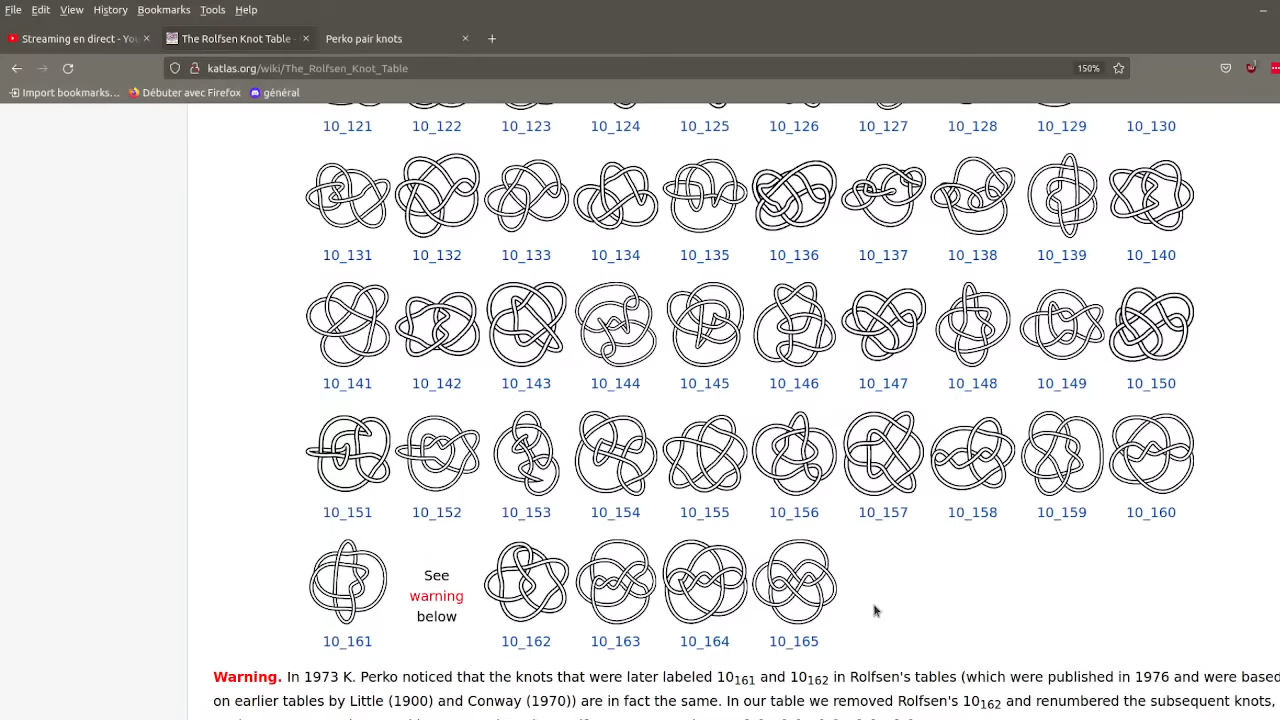 File Edit View History Bookmarks Tools Help
Streaming en direct - You
The Rolfsen Knot Table -
Perko pair knots
katlas.org/wiki/The_Rolfsen_Knot_Table 150%
Import bookmarks... Débuter avec Firefox général
10_121 10_122 10_123 10_124 10_125 10_126 10_127 10_128 10_129 10_130
10_131 10_132 10_133 10_134 10_135 10_136 10_137 10_138 10_139 10_140
10_141 10_142 10_143 10_144 10_145 10_146 10_147 10_148 10_149 10_150
10_151 10_152 10_153 10_154 10_155 10_156 10_157 10_158 10_159 10_160
See
warning
below
10_161 10_162 10_163 10_164 10_165
Warning. In 1973 K. Perko noticed that the knots that were later labeled 10161 and 10162 in Rolfsen's tables (which were published in 1976 and were based
on earlier tables by Little (1900) and Conway (1970)) are in fact the same. In our table we removed Rolfsen's 10162 and renumbered the subsequent knots,